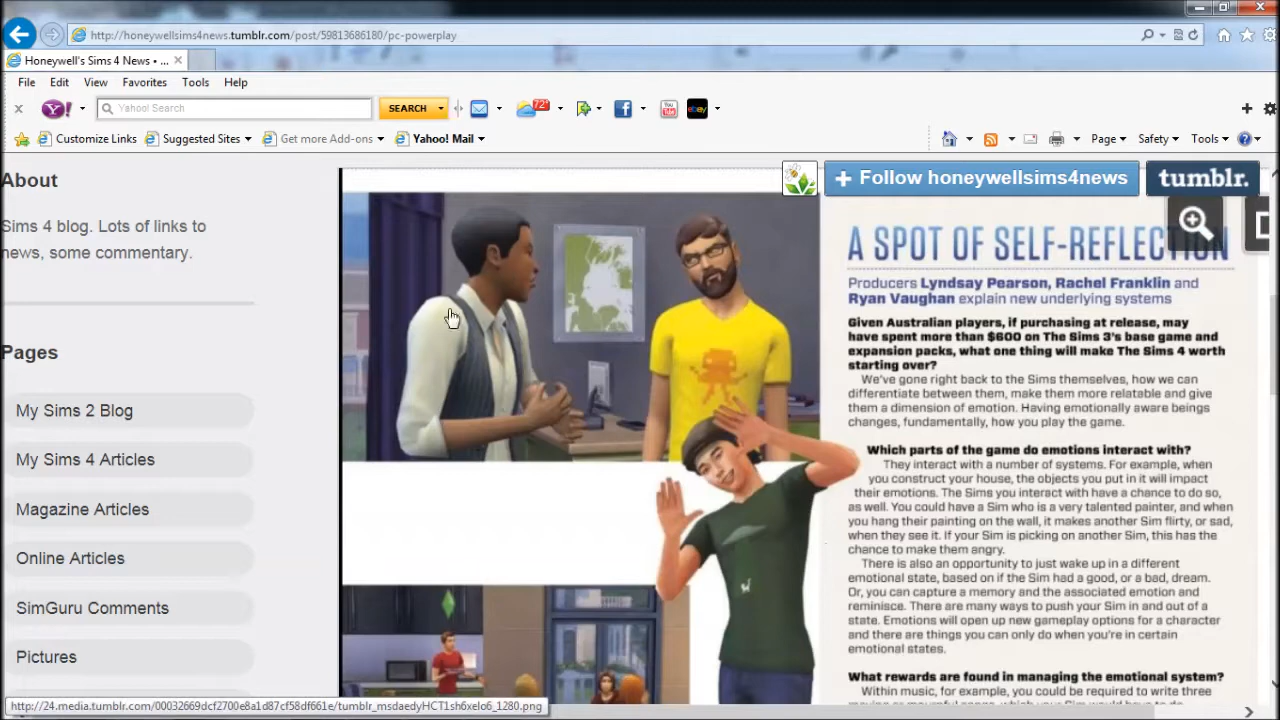 http://honeywellsims4news.tumblr.com/post/59813686180/pc-powerplay
Honeywell's Sims 4 News • ...
File Edit View Favorites Tools Help
Y! Yahoo! Search SEARCH 72° You Tube ebay
Customize Links Suggested Sites Get more Add-ons Yahoo! Mail Page Safety Tools
+ Follow honeywellsims4news tumblr.
About
Sims 4 blog. Lots of links to
news, some commentary.
Pages
My Sims 2 Blog
My Sims 4 Articles
Magazine Articles
Online Articles
SimGuru Comments
Pictures
A SPOT OF SELF-REFLECTION
Producers Lyndsay Pearson, Rachel Franklin and
Ryan Vaughan explain new underlying systems
Given Australian players, if purchasing at release, may
have spent more than $600 on The Sims 3's base game and
expansion packs, what one thing will make The Sims 4 worth
starting over?
We've gone right back to the Sims themselves, how we can
differentiate between them, make them more relatable and give
them a dimension of emotion. Having emotionally aware beings
changes, fundamentally, how you play the game.
Which parts of the game do emotions interact with?
They interact with a number of systems. For example, when
you construct your house, the objects you put in it will impact
their emotions. The Sims you interact with have a chance to do so,
as well. You could have a Sim who is a very talented painter, and when
you hang their painting on the wall, it makes another Sim flirty, or sad,
when they see it. If your Sim is picking on another Sim, this has the
chance to make them angry.
There is also an opportunity to just wake up in a different
emotional state, based on if the Sim had a good, or a bad, dream.
Or, you can capture a memory and the associated emotion and
reminisce. There are many ways to push your Sim in and out of a
state. Emotions will open up new gameplay options for a character
and there are things you can only do when you're in certain
emotional states.
What rewards are found in managing the emotional system?
Within music, for example, you could be required to write three